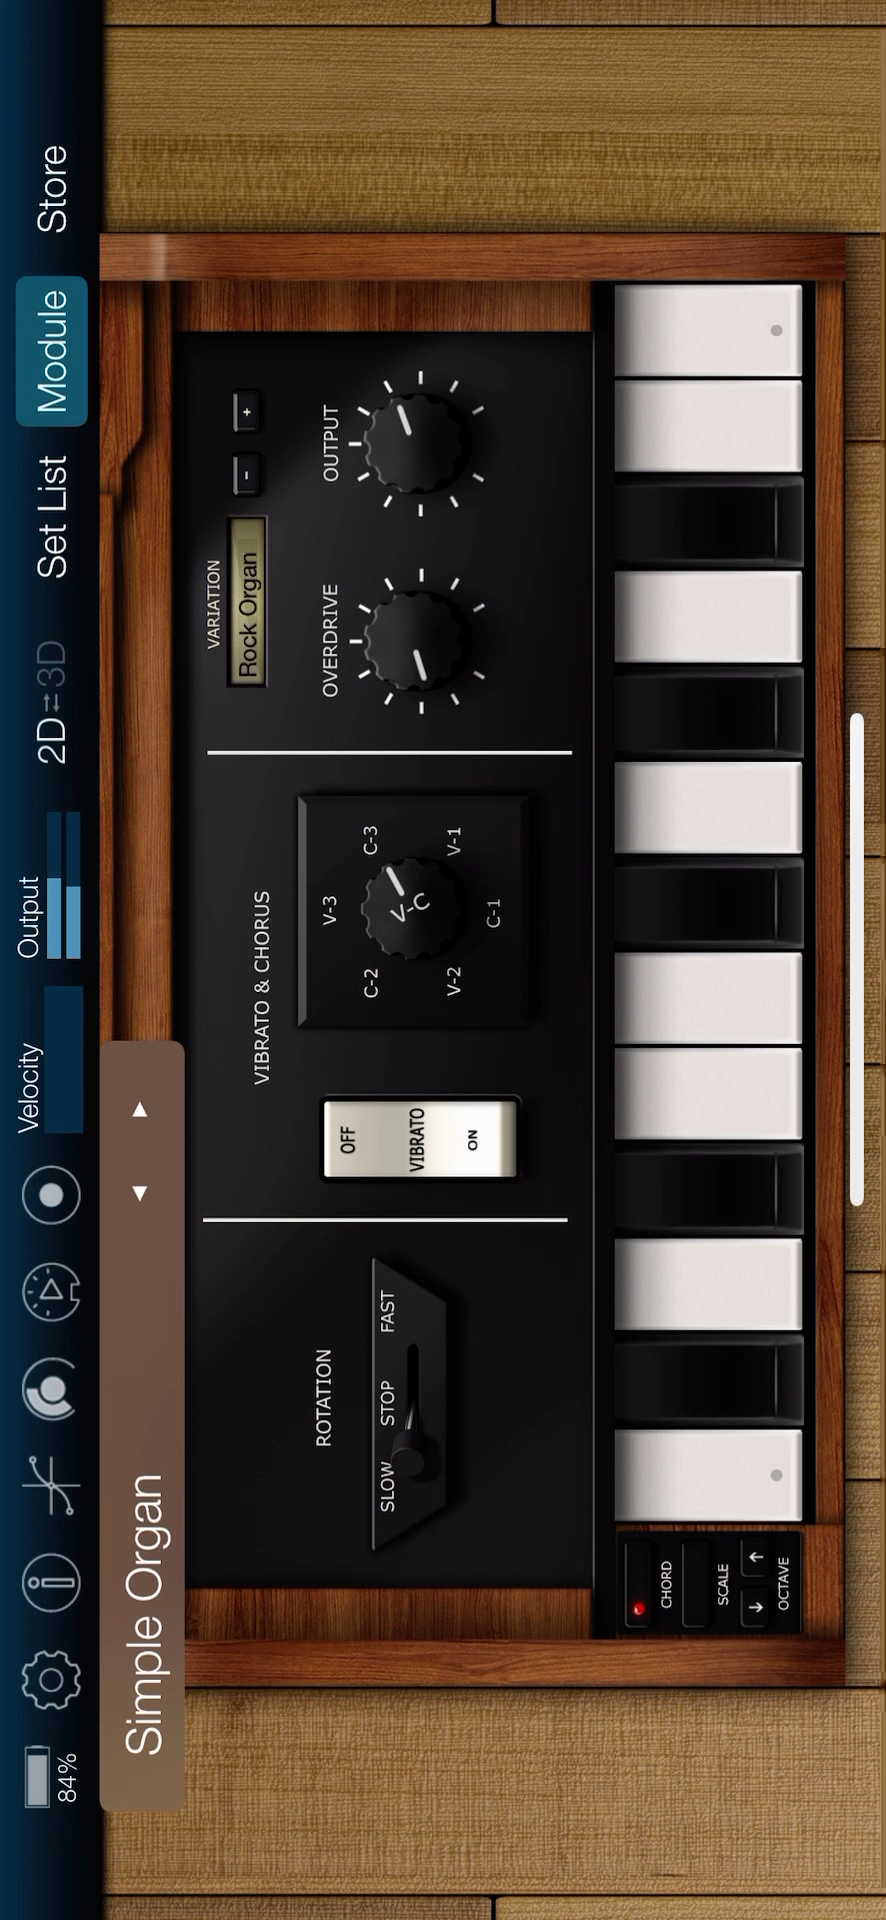 84%
Velocity
Output
2D⇄3D
Set List
Module
Store
Simple Organ
ROTATION
SLOW STOP FAST
VIBRATO & CHORUS
OFF
VIBRATO
ON
V-3
C-2 C-3
V-C
V-2 V-1
C-1
VARIATION
Rock Organ
- +
OVERDRIVE OUTPUT
CHORD
SCALE
↓ ↑
OCTAVE